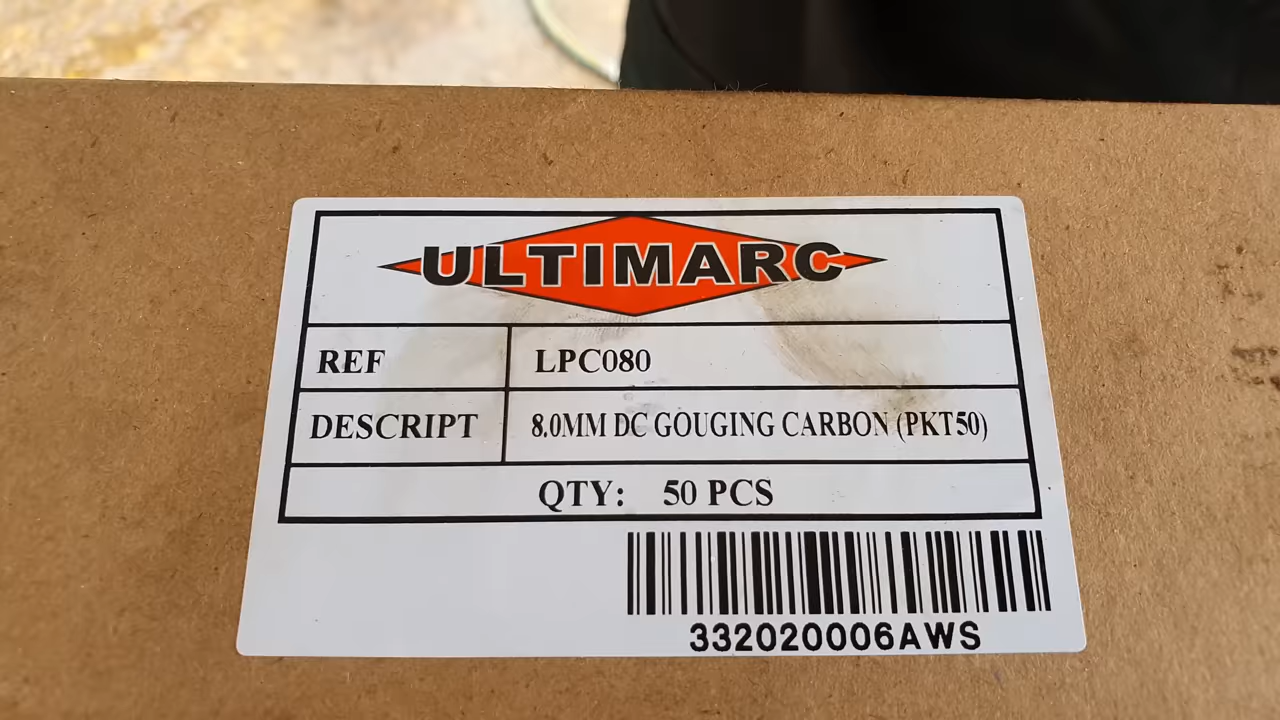 ULTIMARC
REF LPC080
DESCRIPT 8.0MM DC GOUGING CARBON (PKT50)
QTY: 50 PCS
332020006AWS